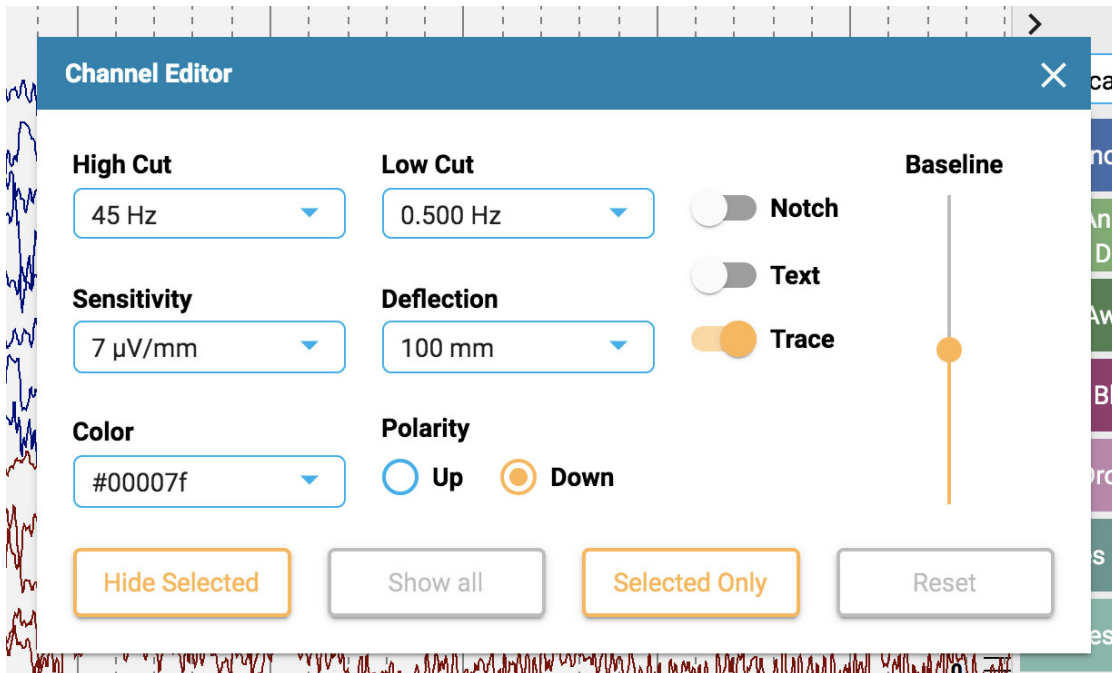 Channel Editor
High Cut
Low Cut
Baseline
45 Hz
0.500 Hz
Notch
Text
Sensitivity
Deflection
7 µV/mm
100 mm
Trace
Color
Polarity
#00007f
Up
Down
Hide Selected
Show all
Selected Only
Reset